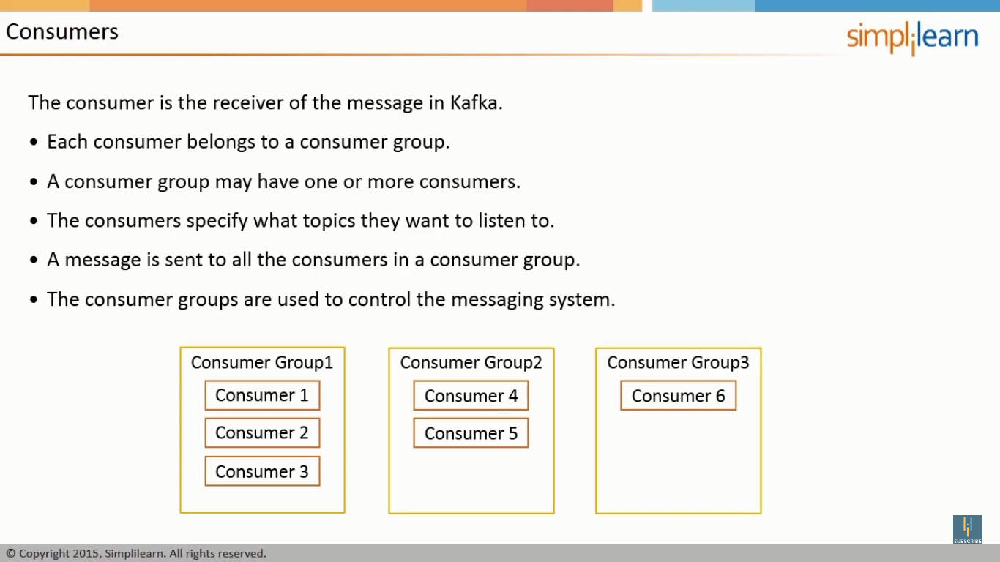 Consumers
simplilearn
The consumer is the receiver of the message in Kafka.
• Each consumer belongs to a consumer group.
• A consumer group may have one or more consumers.
• The consumers specify what topics they want to listen to.
• A message is sent to all the consumers in a consumer group.
• The consumer groups are used to control the messaging system.
Consumer Group1
Consumer 1
Consumer 2
Consumer 3
Consumer Group2
Consumer 4
Consumer 5
Consumer Group3
Consumer 6
SUBSCRIBE
© Copyright 2015, Simplilearn. All rights reserved.